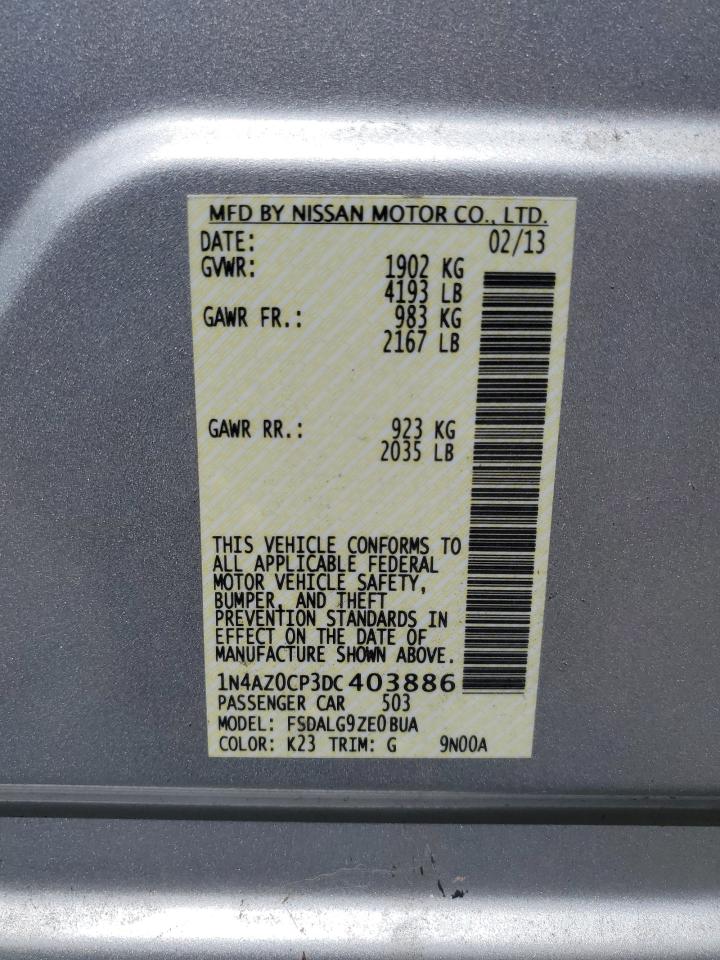 MFD BY NISSAN MOTOR CO., LTD.
DATE: 02/13
GVWR: 1902 KG
4193 LB
GAWR FR.: 983 KG
2167 LB
GAWR RR.: 923 KG
2035 LB
THIS VEHICLE CONFORMS TO
ALL APPLICABLE FEDERAL
MOTOR VEHICLE SAFETY,
BUMPER, AND THEFT
PREVENTION STANDARDS IN
EFFECT ON THE DATE OF
MANUFACTURE SHOWN ABOVE.
1N4AZ0CP3DC403886
PASSENGER CAR 503
MODEL: FSDALG9ZE0BUA
COLOR: K23 TRIM: G 9N00A